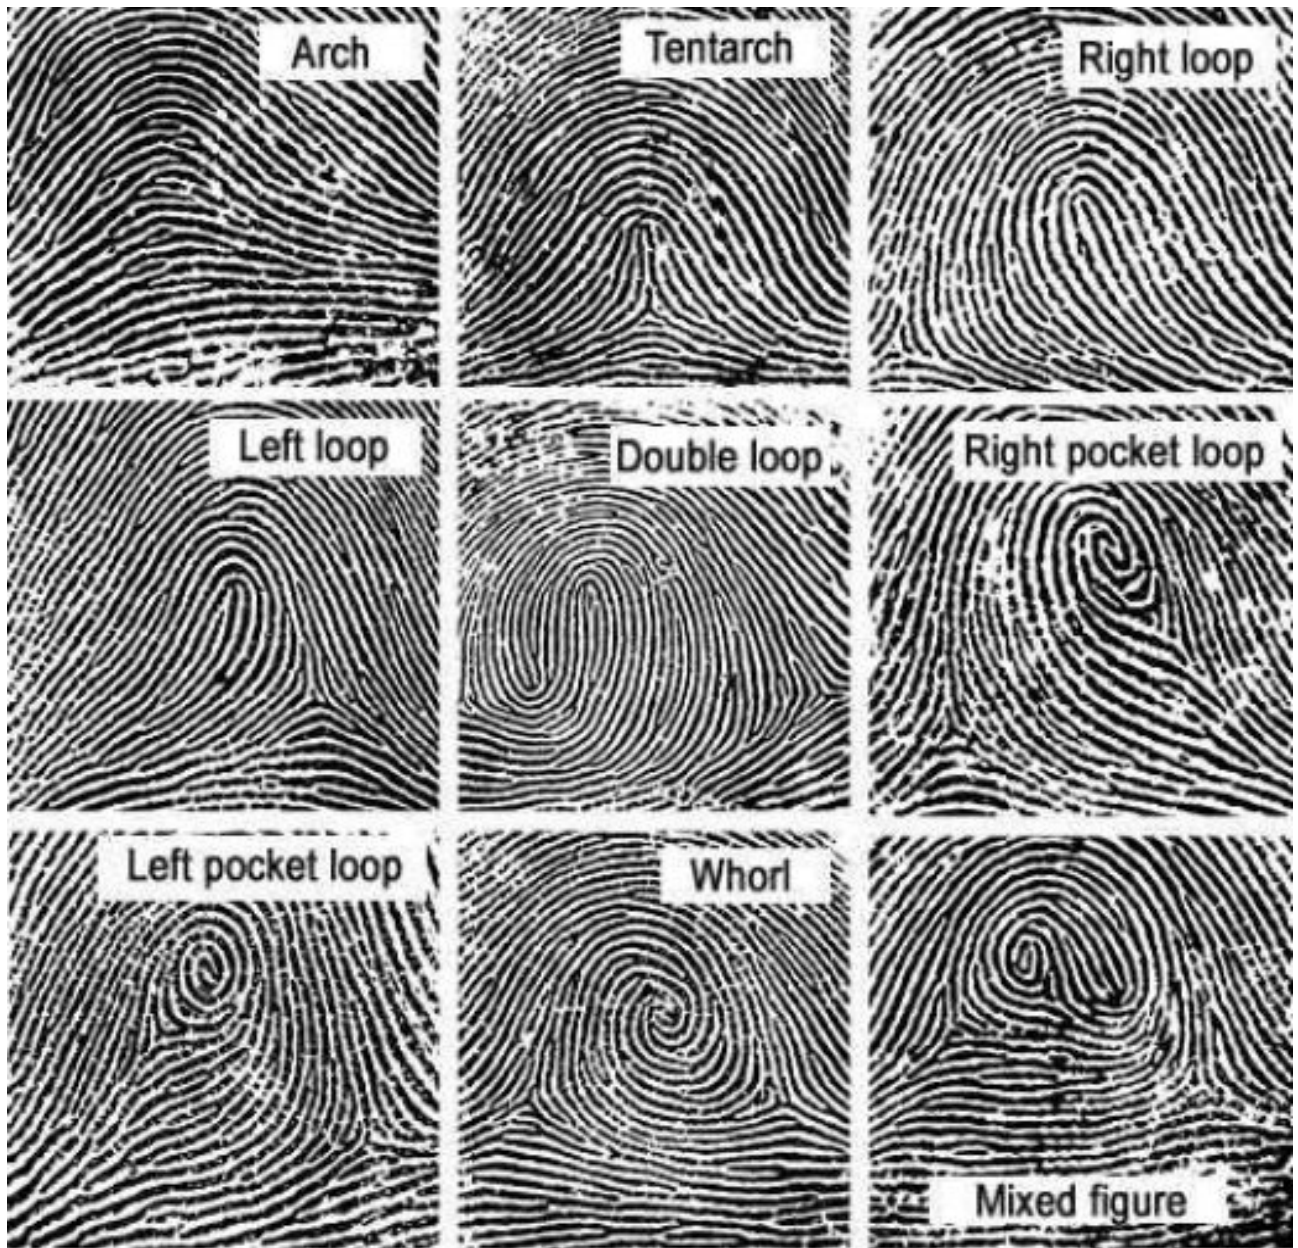 Arch
Tentarch
Right loop
Left loop
Double loop
Right pocket loop
Left pocket loop
Whorl
Mixed figure